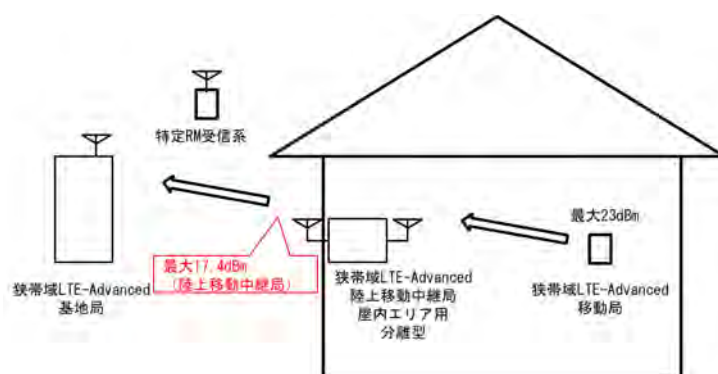 特定RM受信系
最大23dBm
最大17.4dBm
（陸上移動中継局）
狭帯域LTE-Advanced
基地局
狭帯域LTE-Advanced
陸上移動中継局
屋内エリア用
分離型
狭帯域LTE-Advanced
移動局